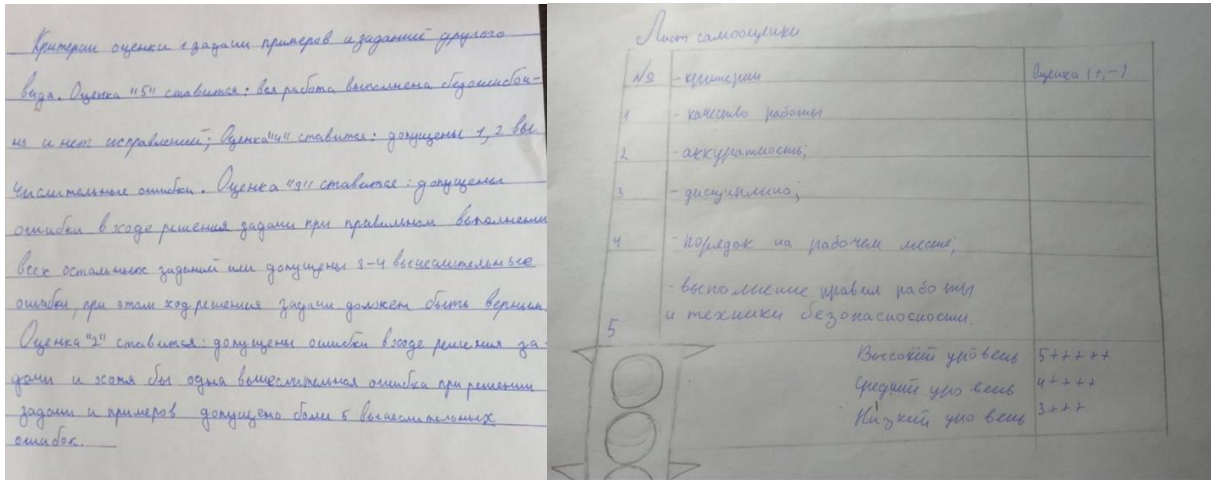 Критерии оценки 1 задачи примеров и заданий другого
вида. Оценка "5" ставится: вся работа выполнена безошибоч-
но и нет исправлений; Оценка "4" ставится: допущены 1, 2 вы-
числительные ошибки. Оценка "3" ставится: допущены
ошибки в ходе решения задачи при правильном выполнении
всех остальных заданий или допущены 3-4 вычислительные
ошибки, при этом ход решения задачи должен быть верным.
Оценка "2" ставится: допущены ошибки в ходе решения за-
дачи и хотя бы одна вычислительная ошибка при решении
задачи и примеров допущено более 5 вычислительных
ошибок.
Лист самооценки
№ - критерии Оценка (+,-)
1 - качество работы
2 - аккуратность;
3 - дисциплина;
4 - порядок на рабочем месте;
- выполнение правил работы
и техники безопасносности.
5
Высокий уровень 5+++++
Средний уровень 4++++
Низкий уровень 3+++